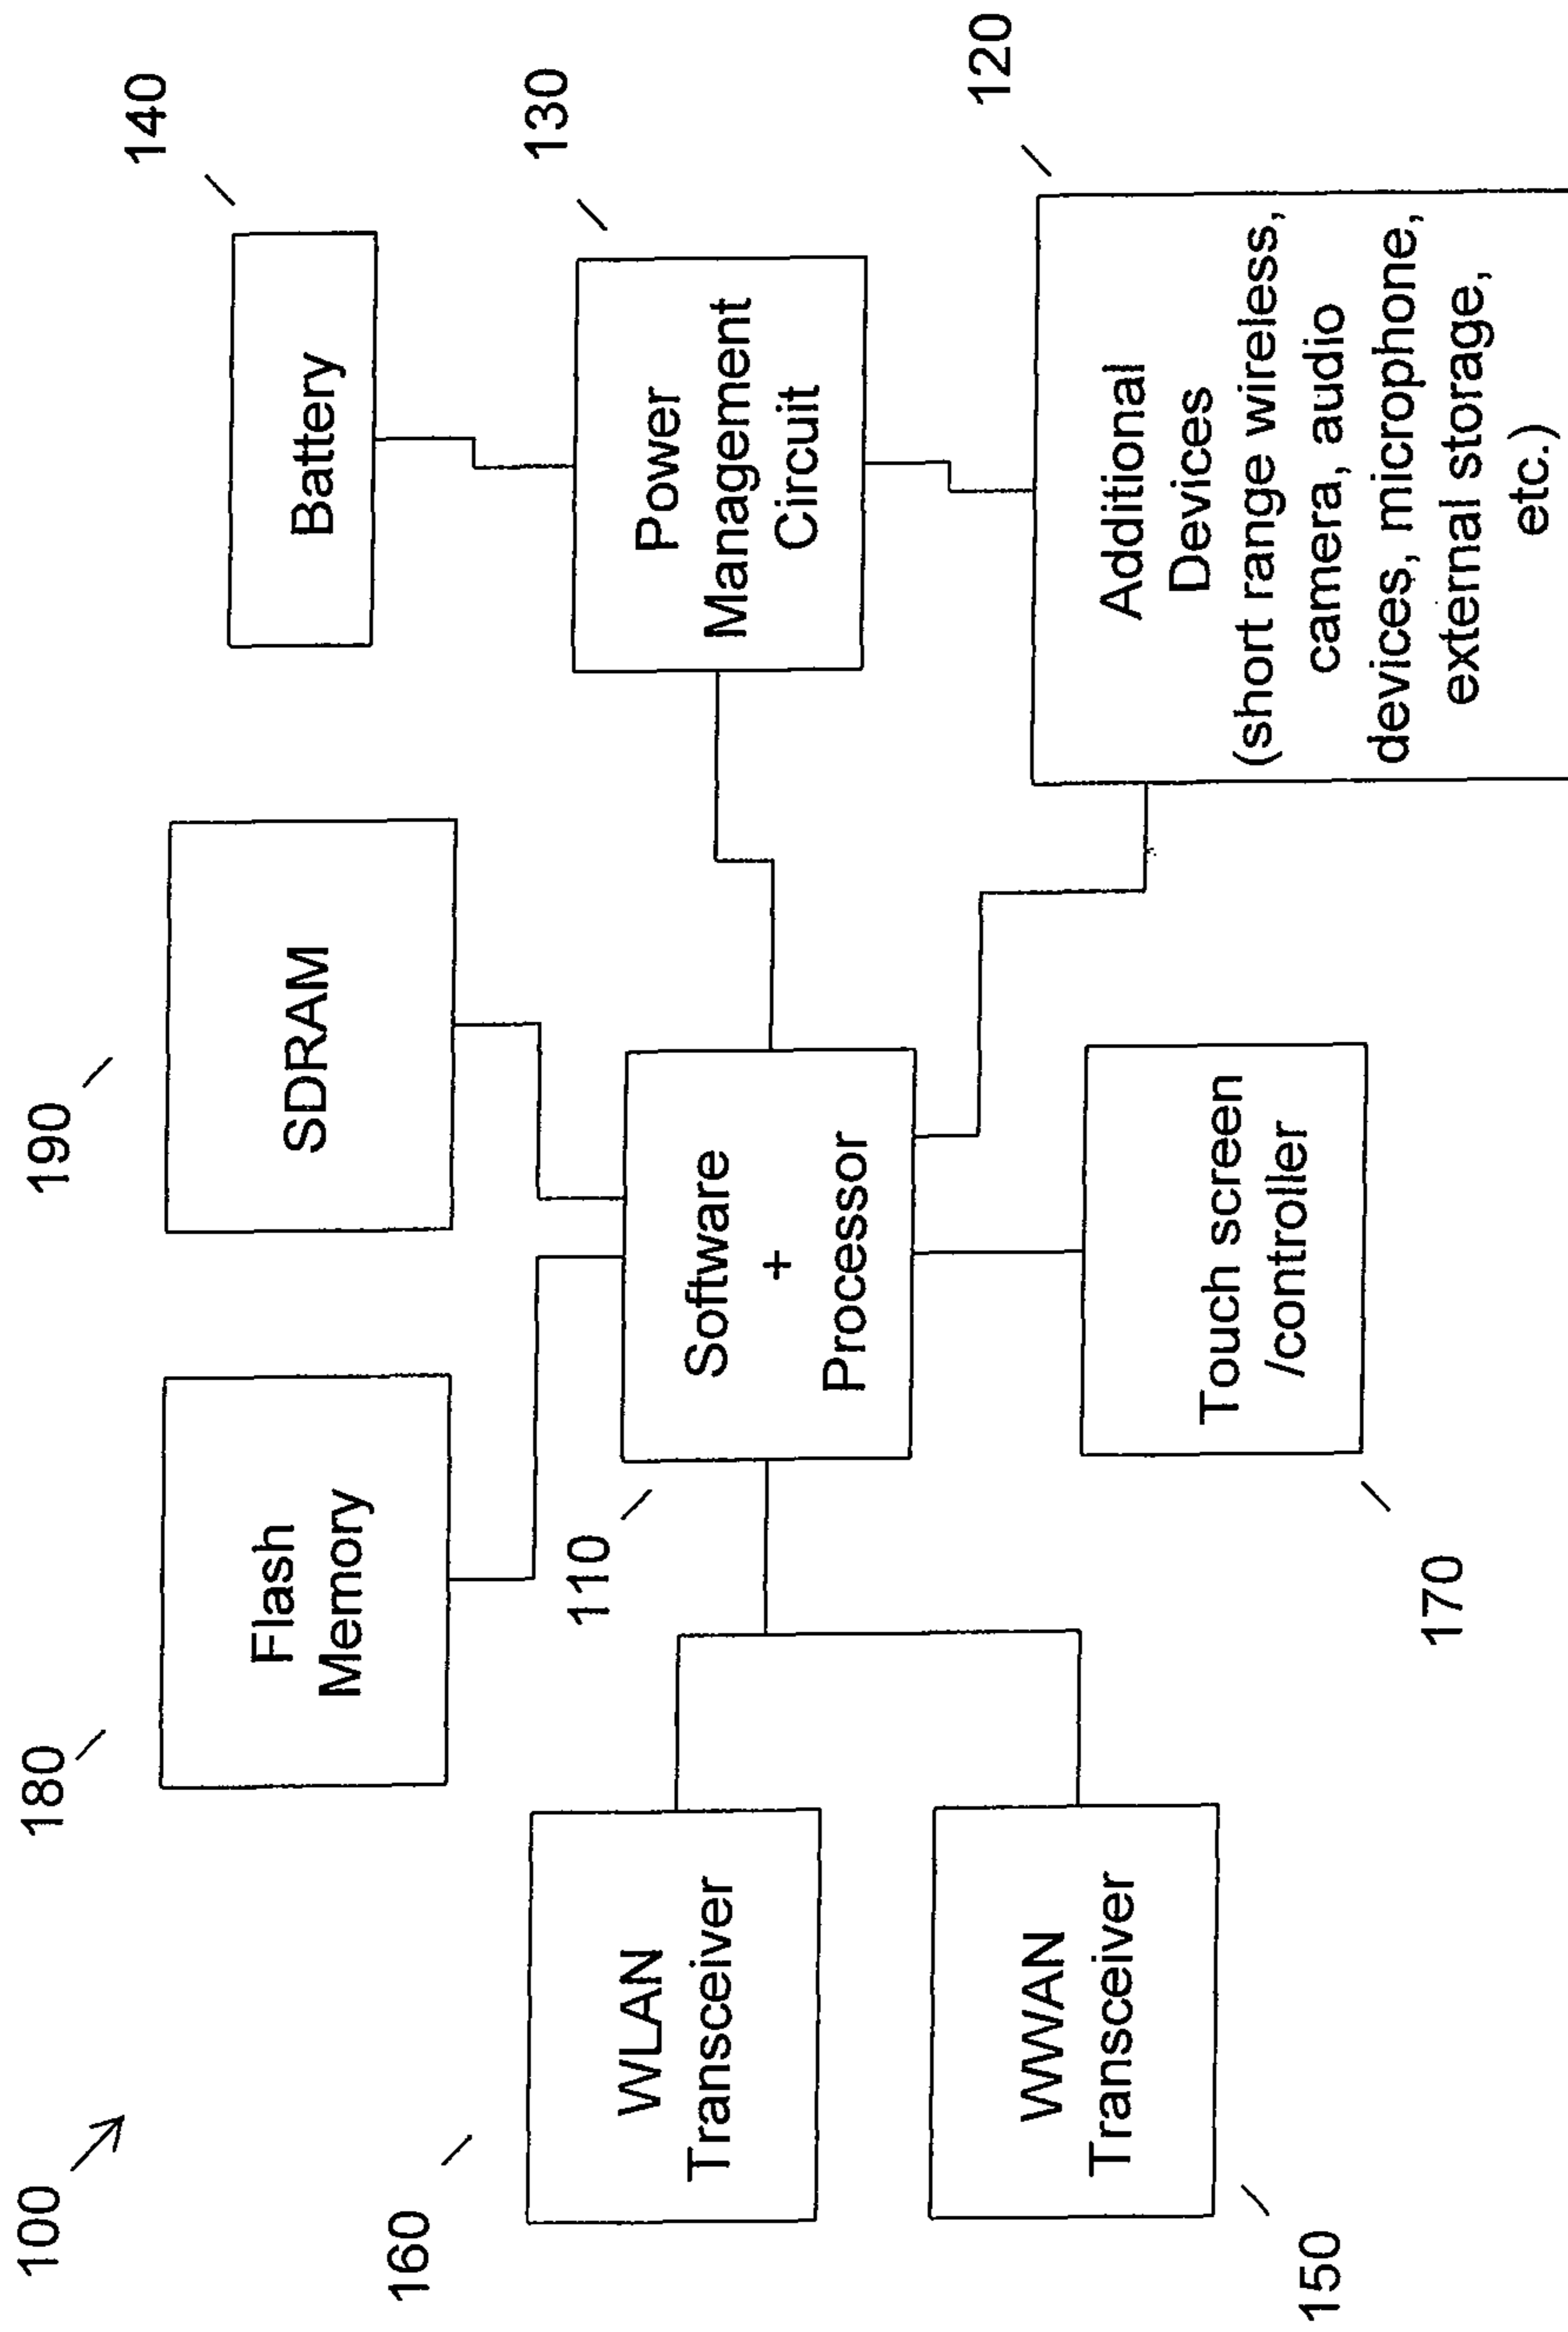 100
180
190
140
Flash
Memory
SDRAM
Battery
160
WLAN
Transceiver
110
Software
+
Processor
130
Power
Management
Circuit
150
WWAN
Transceiver
170
Touch screen
/controller
120
Additional
Devices
(short range wireless,
camera, audio
devices, microphone,
external storage,
etc.)